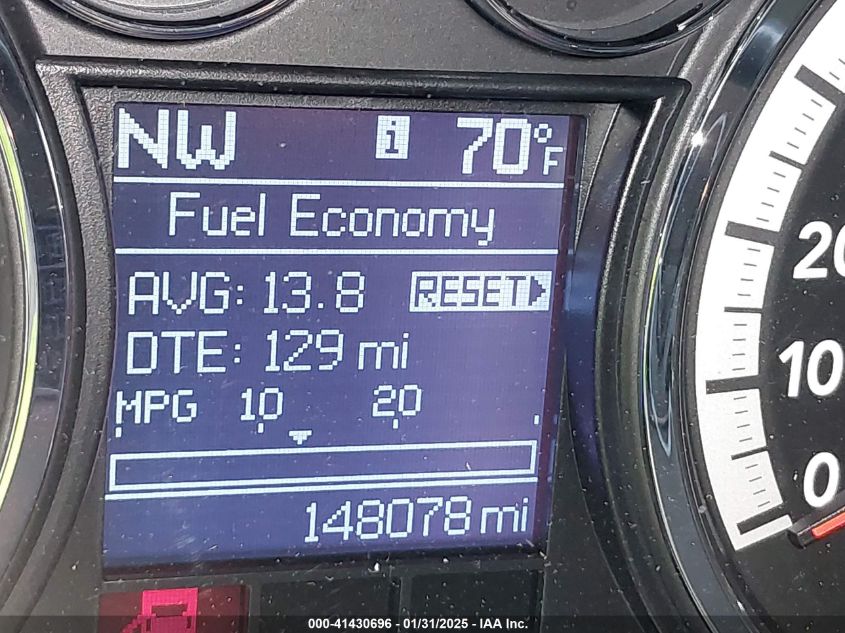 NW i 70°F
Fuel Economy
AVG: 13.8 RESET
DTE: 129 mi
MPG 10 20
148078 mi
20
10
0
000-41430696 - 01/31/2025 - IAA Inc.